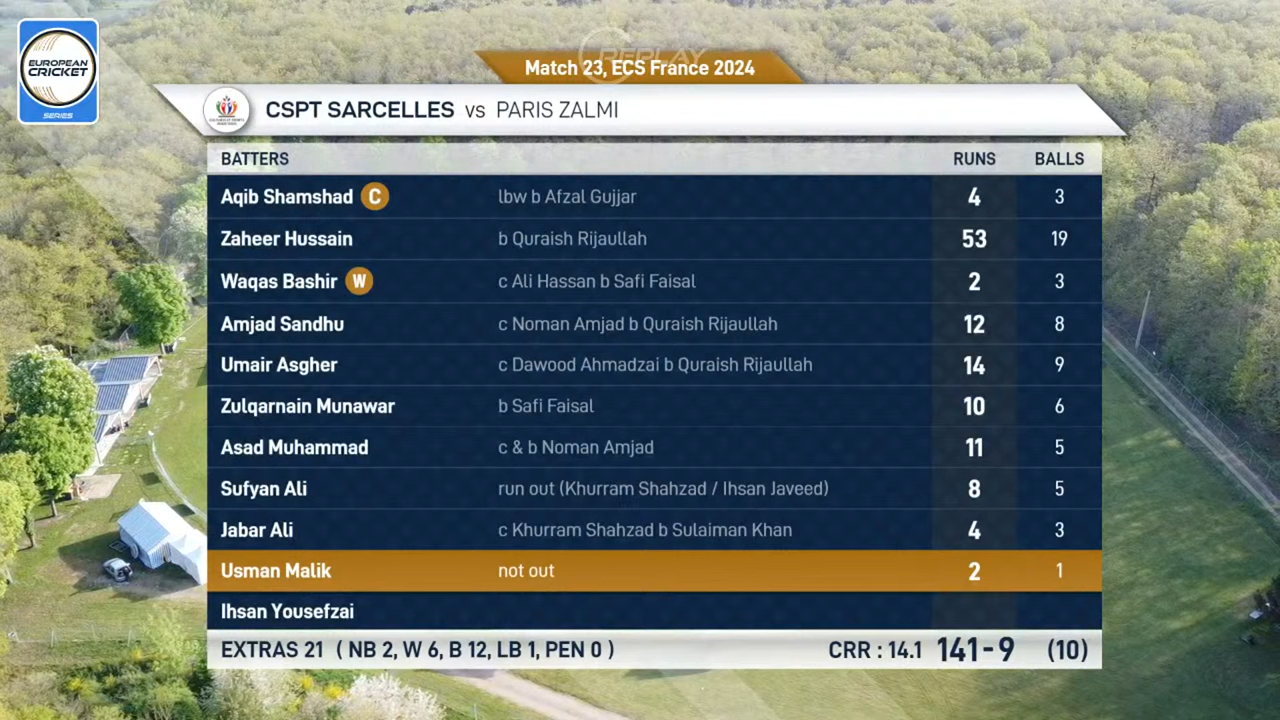 EUROPEAN
CRICKET
SERIES
REPLAY
Match 23, ECS France 2024
CSPT SARCELLES vs PARIS ZALMI
BATTERS RUNS BALLS
Aqib Shamshad C lbw b Afzal Gujjar 4 3
Zaheer Hussain b Quraish Rijaullah 53 19
Waqas Bashir W c Ali Hassan b Safi Faisal 2 3
Amjad Sandhu c Noman Amjad b Quraish Rijaullah 12 8
Umair Asgher c Dawood Ahmadzai b Quraish Rijaullah 14 9
Zulqarnain Munawar b Safi Faisal 10 6
Asad Muhammad c & b Noman Amjad 11 5
Sufyan Ali run out (Khurram Shahzad / Ihsan Javeed) 8 5
Jabar Ali c Khurram Shahzad b Sulaiman Khan 4 3
Usman Malik not out 2 1
Ihsan Yousefzai
EXTRAS 21 ( NB 2, W 6, B 12, LB 1, PEN 0 ) CRR : 14.1 141-9 (10)